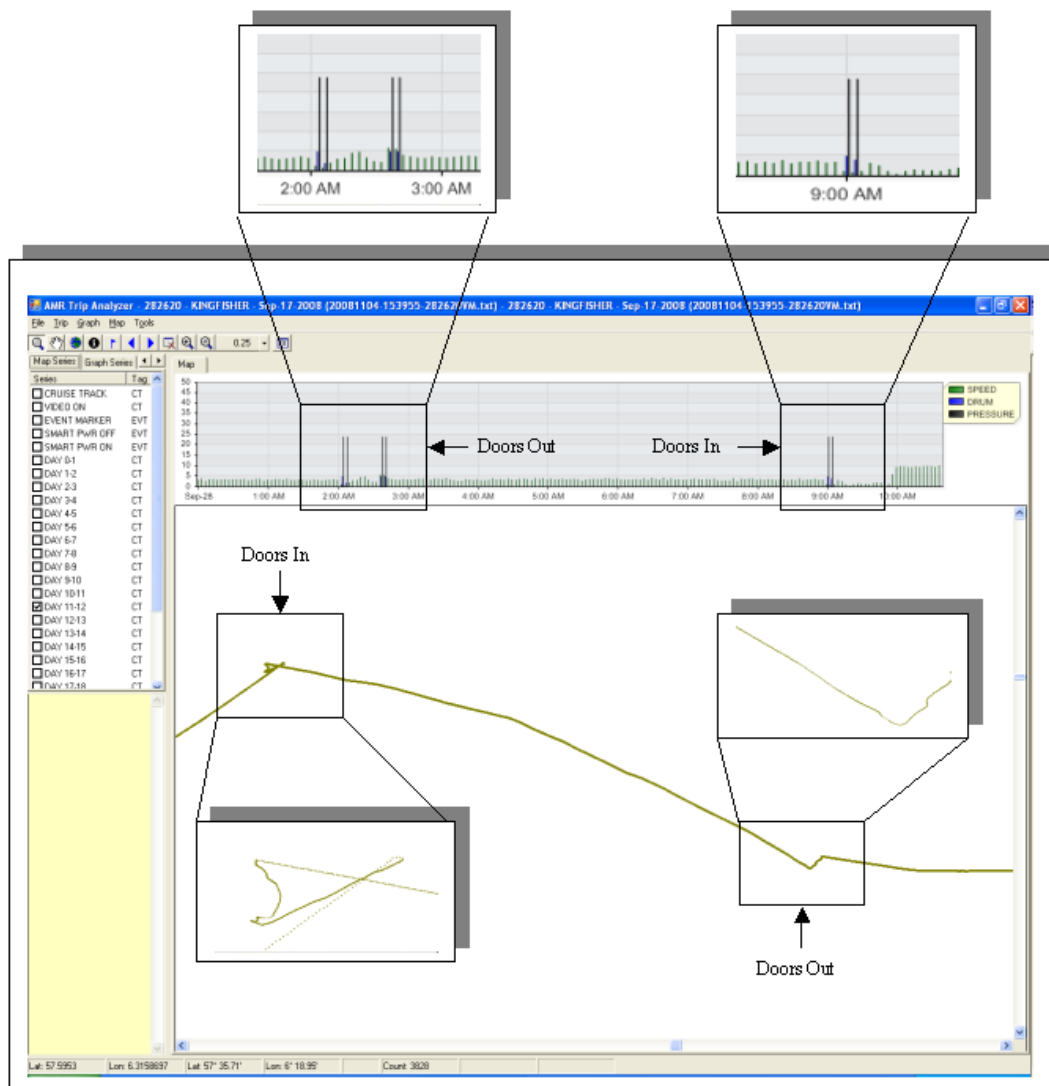 2:00 AM 3:00 AM
9:00 AM
AMR Trip Analyzer - 282620 - KINGFISHER - Sep-17-2008 (20081104-153955-282620VM.txt) - 282620 - KINGFISHER - Sep-17-2008 (20081104-153955-282620VM.txt)
File Trip Graph Map Tools
0.25
Map Series Graph Series
Map
Series Tag
CRUISE TRACK CT
VIDEO ON CT
EVENT MARKER EVT
SMART PWR OFF EVT
SMART PWR ON EVT
DAY 0-1 CT
DAY 1-2 CT
DAY 2-3 CT
DAY 3-4 CT
DAY 4-5 CT
DAY 5-6 CT
DAY 6-7 CT
DAY 7-8 CT
DAY 8-9 CT
DAY 9-10 CT
DAY 10-11 CT
DAY 11-12 CT
DAY 12-13 CT
DAY 13-14 CT
DAY 14-15 CT
DAY 15-16 CT
DAY 16-17 CT
DAY 17-18 CT
50
45
40
35
30
25
20
15
10
5
0
Sep-28 1:00 AM 2:00 AM 3:00 AM 4:00 AM 5:00 AM 6:00 AM 7:00 AM 8:00 AM 9:00 AM 10:00 AM
SPEED
DRUM
PRESSURE
Doors Out
Doors In
Doors In
Doors Out
Lat: 57.5953 Lon: 6.3158697 Lat: 57° 35.71' Lon: 6° 18.95' Count: 3828